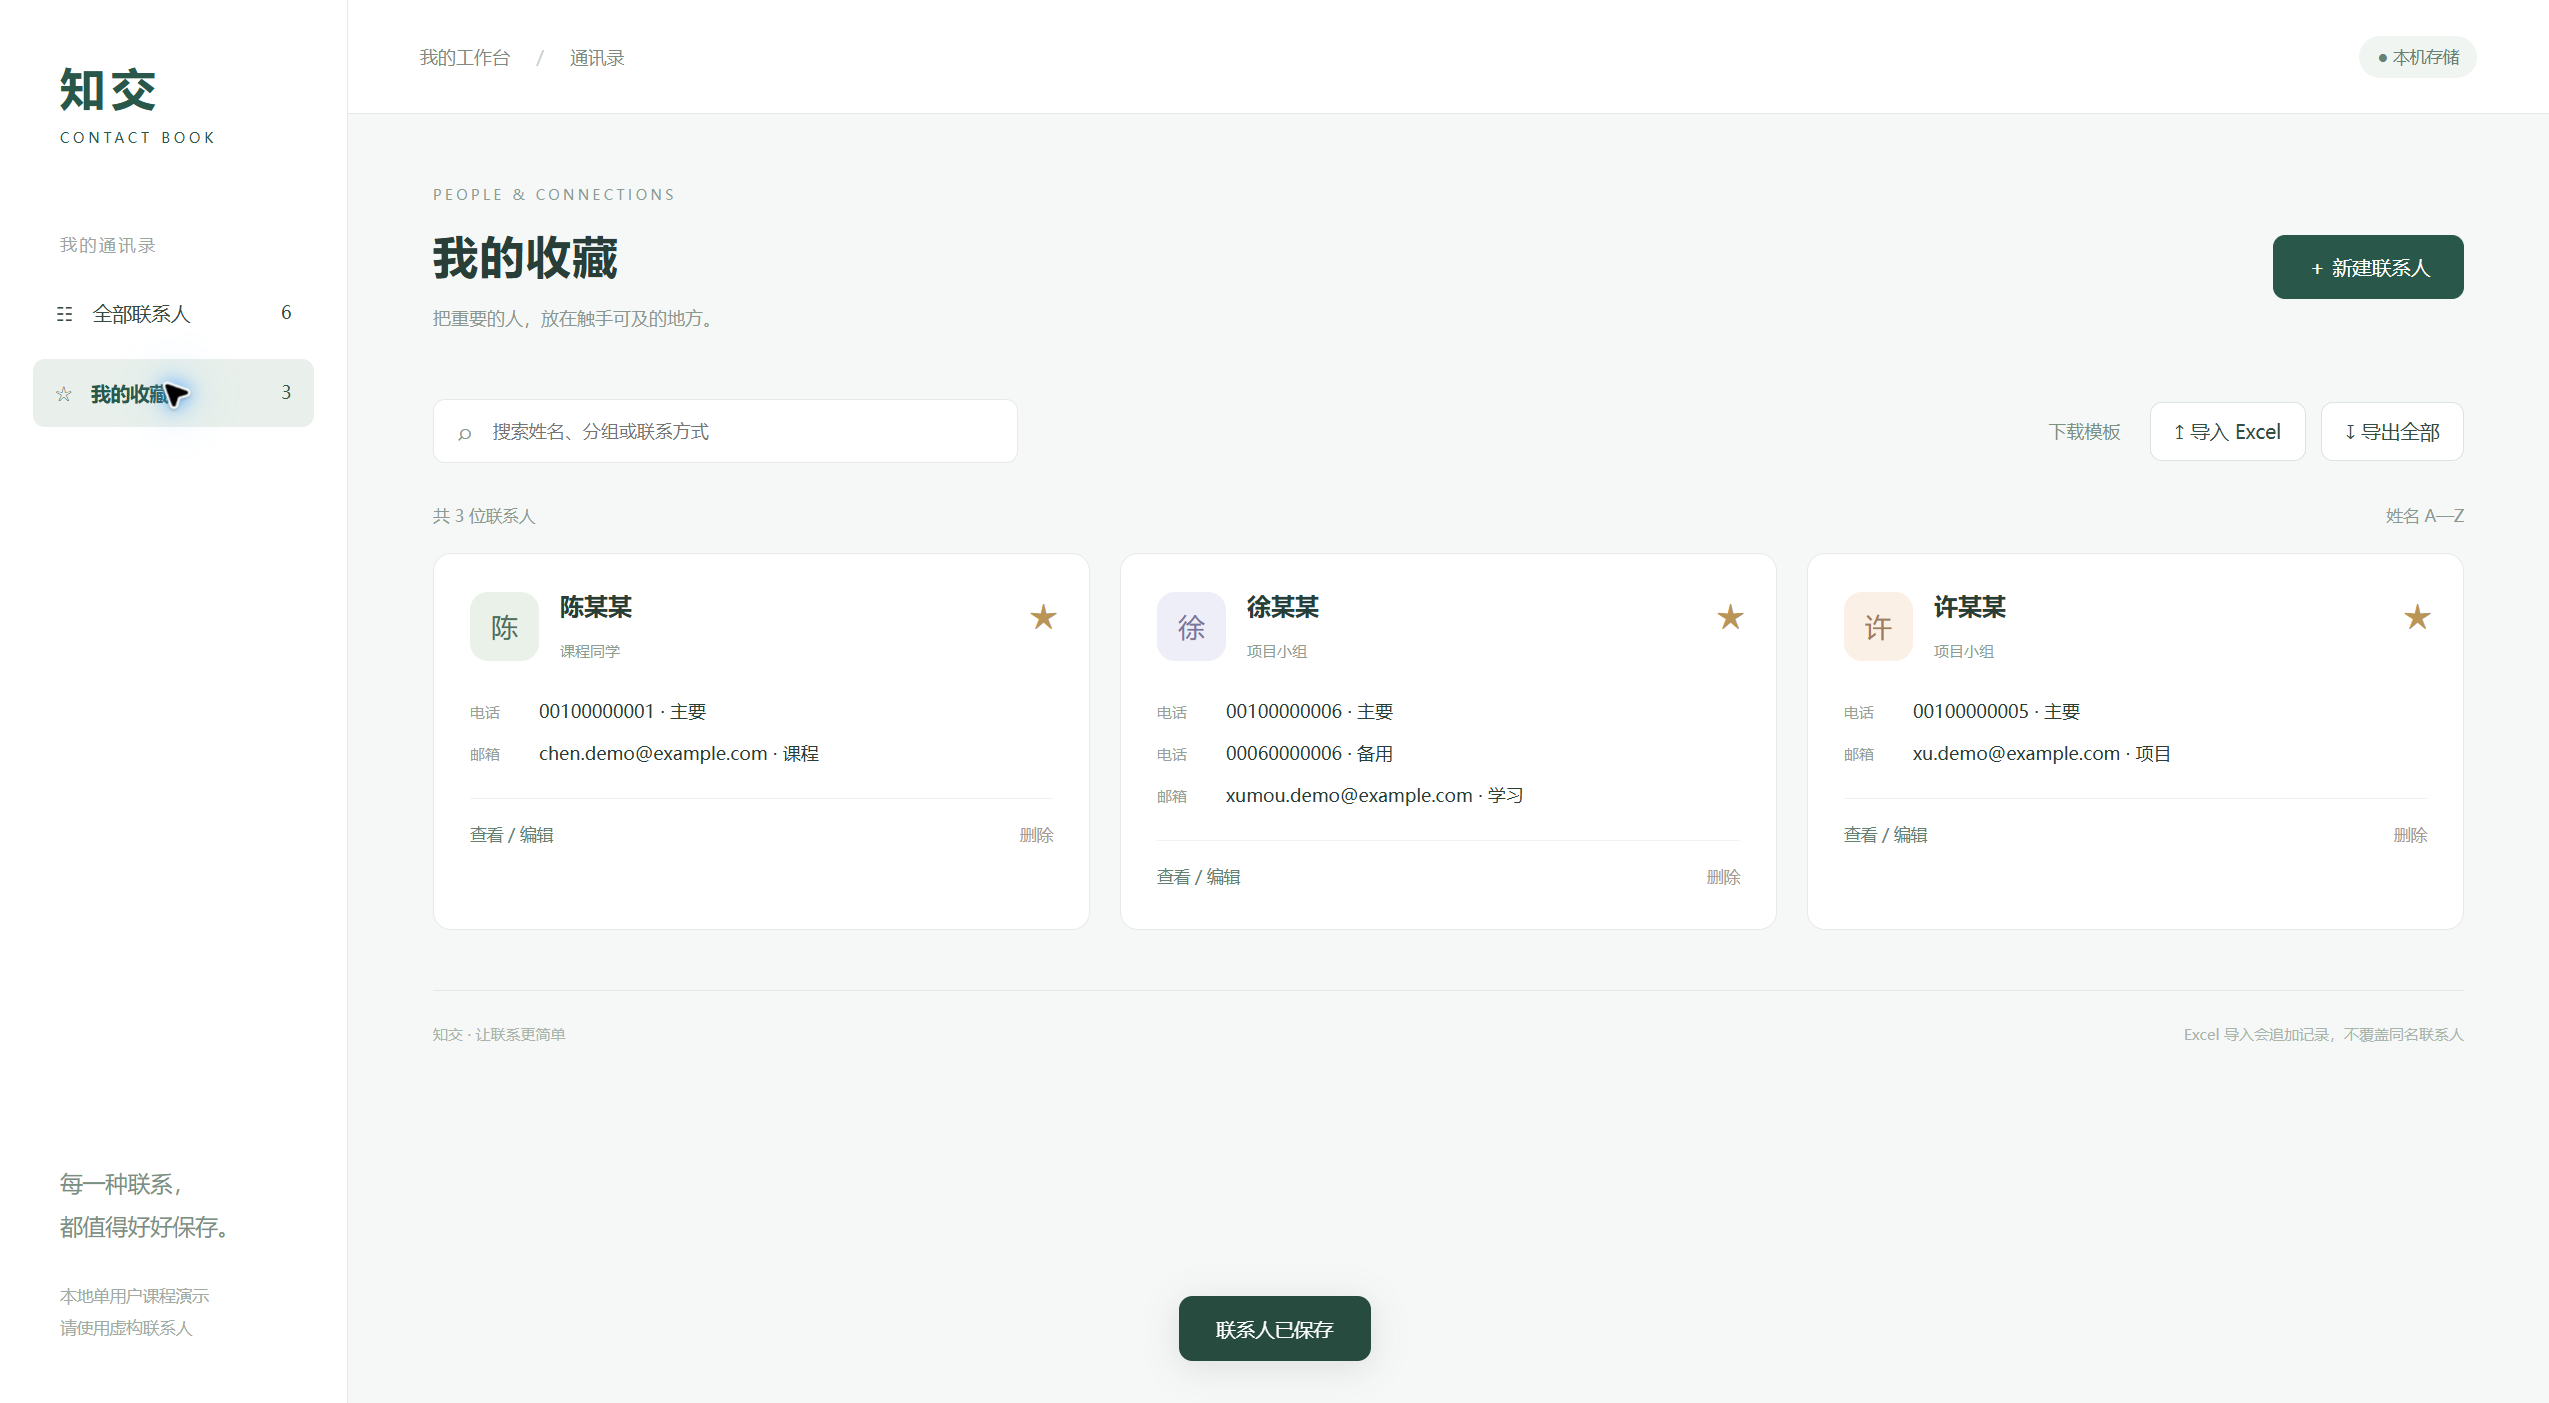 知交
CONTACT BOOK
我的通讯录
全部联系人 6
☆ 我的收藏 3
每一种联系，
都值得好好保存。
本地单用户课程演示
请使用虚构联系人
我的工作台 / 通讯录
● 本机存储
PEOPLE & CONNECTIONS
我的收藏
把重要的人，放在触手可及的地方。
+ 新建联系人
搜索姓名、分组或联系方式
下载模板
↥ 导入 Excel
↧ 导出全部
共 3 位联系人
姓名 A—Z
陈
陈某某
★
课程同学
电话 00100000001 · 主要
邮箱 chen.demo@example.com · 课程
查看 / 编辑 删除
徐
徐某某
★
项目小组
电话 00100000006 · 主要
电话 00060000006 · 备用
邮箱 xumou.demo@example.com · 学习
查看 / 编辑 删除
许
许某某
★
项目小组
电话 00100000005 · 主要
邮箱 xu.demo@example.com · 项目
查看 / 编辑 删除
知交 · 让联系更简单
Excel 导入会追加记录，不覆盖同名联系人
联系人已保存